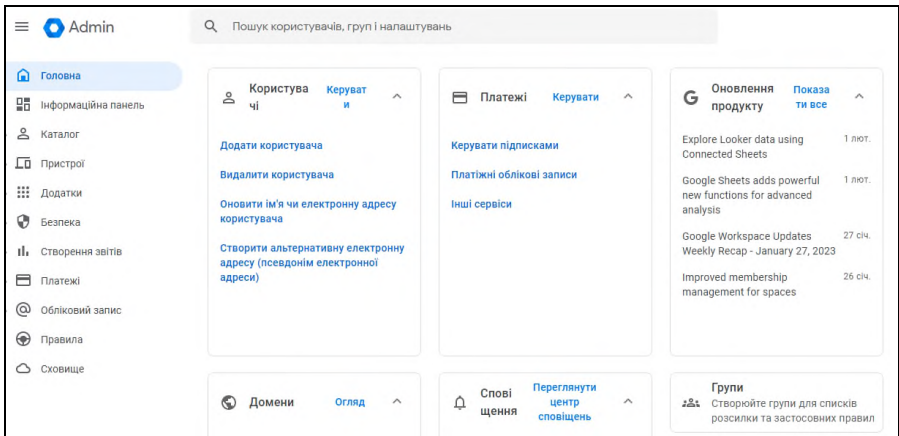 Admin
Пошук користувачів, груп і налаштувань
Головна
Інформаційна панель
Каталог
Пристрої
Додатки
Безпека
Створення звітів
Платежі
Обліковий запис
Правила
Сховище
Користува
чі
Керуват
и
Додати користувача
Видалити користувача
Оновити ім'я чи електронну адресу
користувача
Створити альтернативну електронну
адресу (псевдонім електронної
адреси)
Платежі Керувати
Керувати підписками
Платіжні облікові записи
Інші сервіси
G
Оновлення
продукту
Показа
ти все
Explore Looker data using 1 лют.
Connected Sheets
Google Sheets adds powerful 1 лют.
new functions for advanced
analysis
Google Workspace Updates 27 січ.
Weekly Recap - January 27, 2023
Improved membership 26 січ.
management for spaces
Домени Огляд
Спові
щення
Переглянути
центр
сповіщень
Групи
Створюйте групи для списків
розсилки та застосовних правил